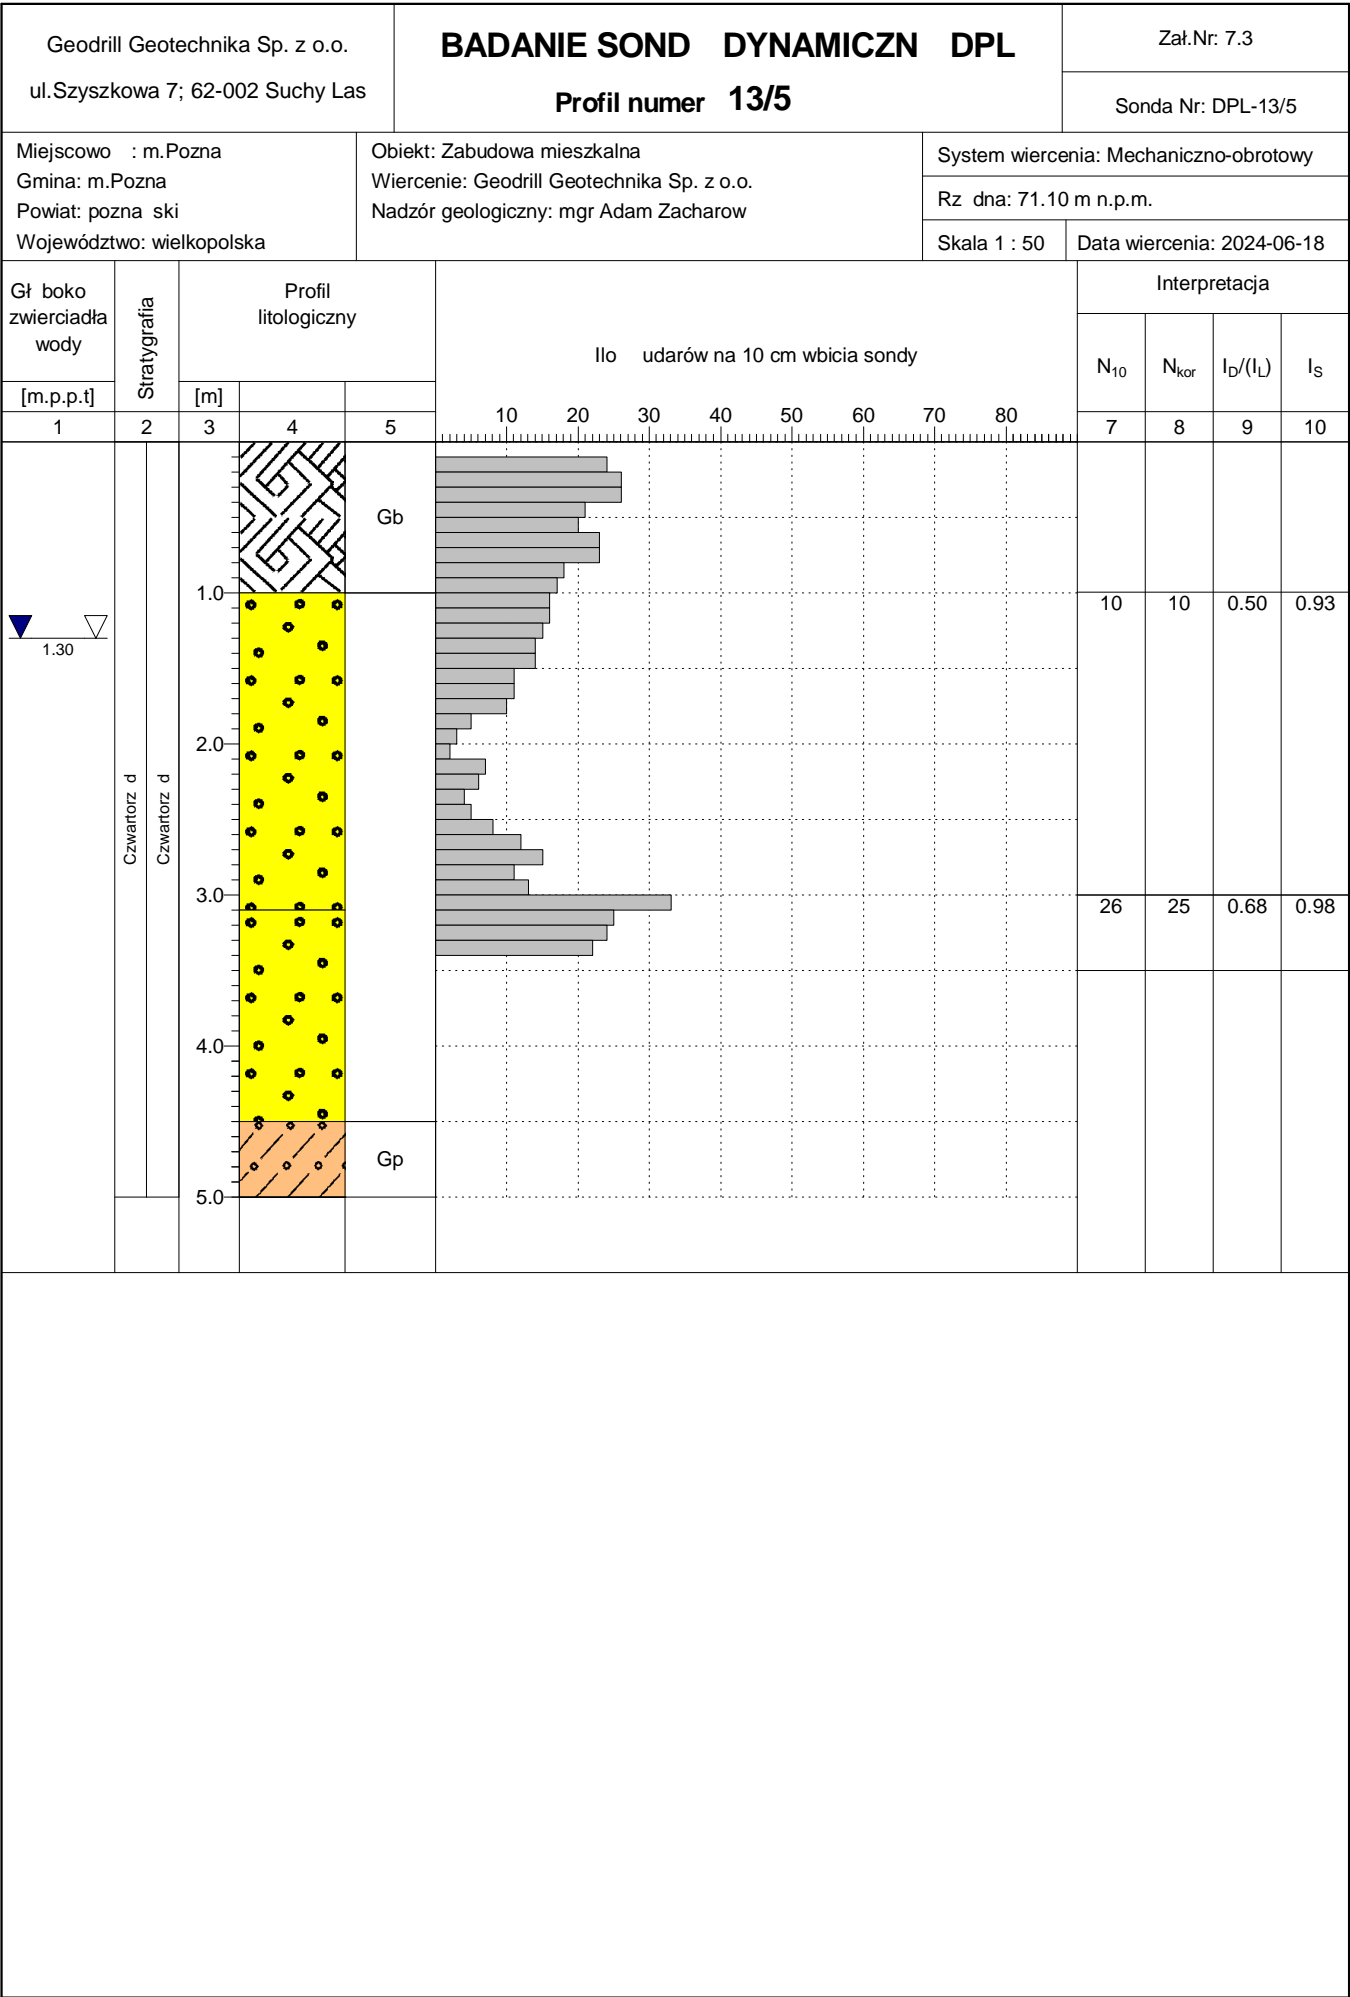 Geodrill Geotechnika Sp. z o.o.
ul.Szyszkowa 7; 62-002 Suchy Las
BADANIE SOND DYNAMICZN DPL
Profil numer 13/5
Zał.Nr: 7.3
Sonda Nr: DPL-13/5
Miejscowo : m.Pozna
Gmina: m.Pozna
Powiat: pozna ski
Województwo: wielkopolska
Obiekt: Zabudowa mieszkalna
Wiercenie: Geodrill Geotechnika Sp. z o.o.
Nadzór geologiczny: mgr Adam Zacharow
System wiercenia: Mechaniczno-obrotowy
Rz dna: 71.10 m n.p.m.
Skala 1 : 50
Data wiercenia: 2024-06-18
Gł boko
zwierciadła
wody
[m.p.p.t]
Stratygrafia
Profil
litologiczny
[m]
Ilo udarów na 10 cm wbicia sondy
10 20 30 40 50 60 70 80
Interpretacja
N10 Nkor ID/(IL) IS
1 2 3 4 5 7 8 9 10
Gb
1.0
10 10 0.50 0.93
1.30
2.0
Czwartorz d
Czwartorz d
3.0
26 25 0.68 0.98
4.0
Gp
5.0